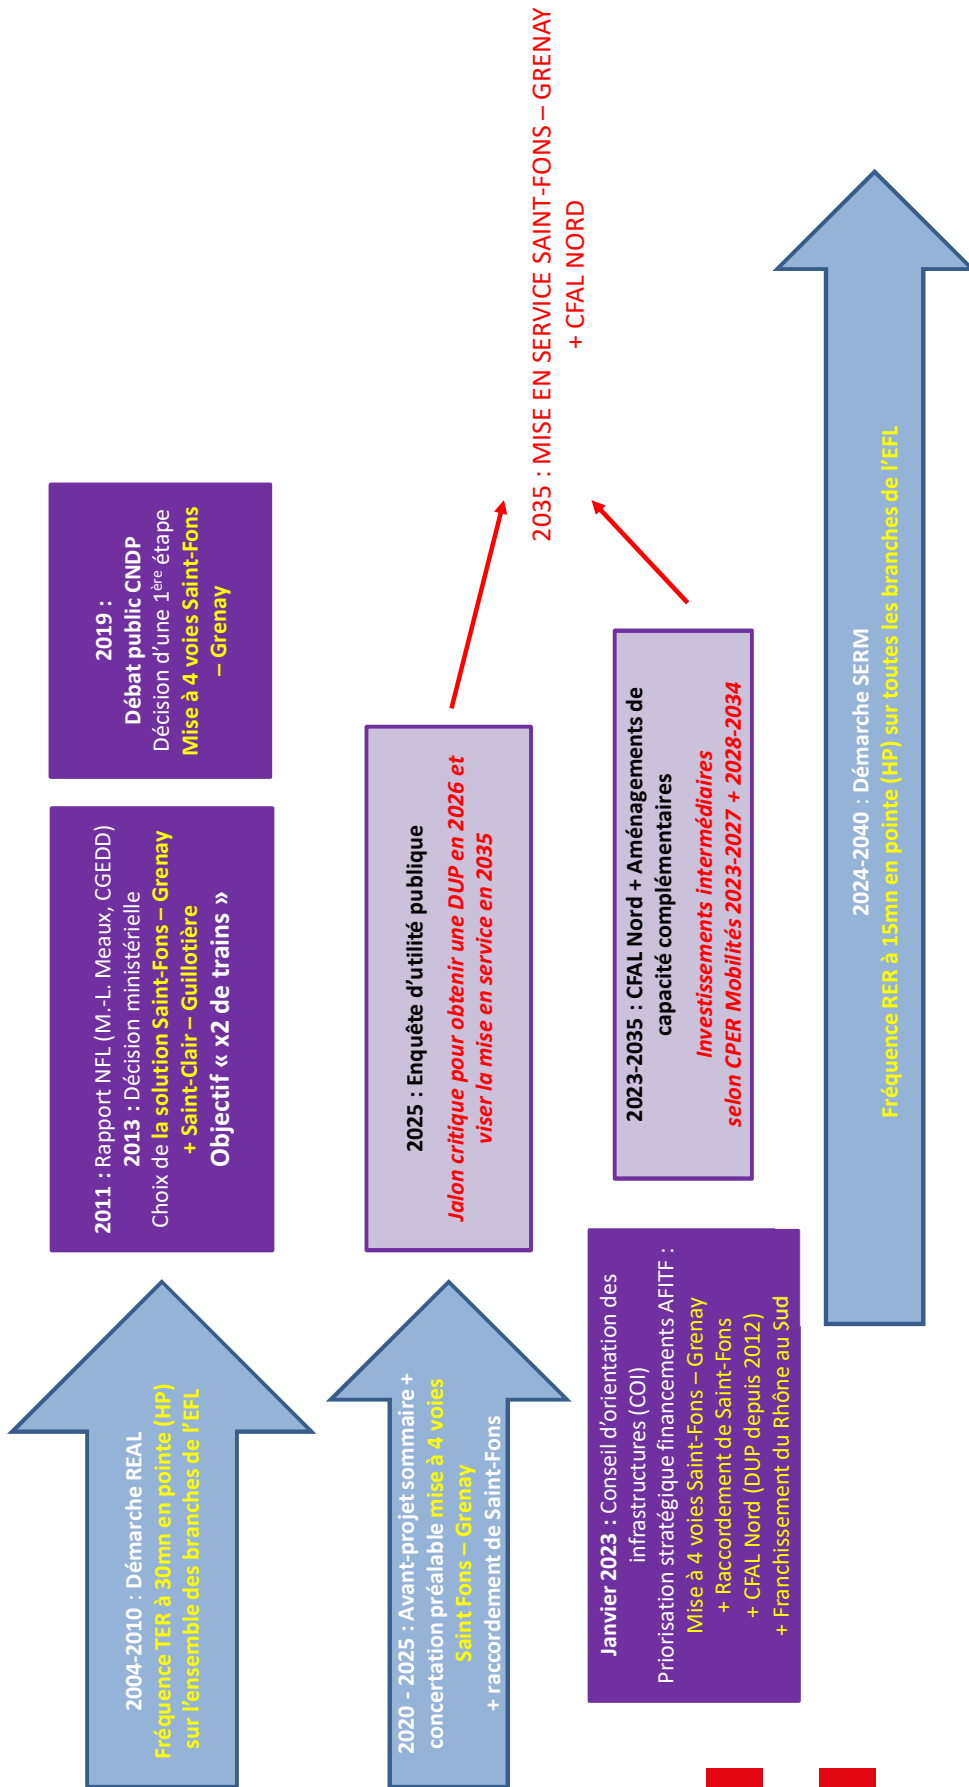 2004-2010 : Démarche REAL
Fréquence TER à 30mn en pointe (HP)
sur l’ensemble des branches de l’EFL
2011 : Rapport NFL (M.-L. Meaux, CGEDD)
2013 : Décision ministérielle
Choix de la solution Saint-Fons – Grenay
+ Saint-Clair – Guillotière
Objectif « x2 de trains »
2019 :
Débat public CNDP
Décision d’une 1ère étape
Mise à 4 voies Saint-Fons
– Grenay
2020 - 2025 : Avant-projet sommaire +
concertation préalable mise à 4 voies
Saint Fons – Grenay
+ raccordement de Saint-Fons
2025 : Enquête d’utilité publique
Jalon critique pour obtenir une DUP en 2026 et
viser la mise en service en 2035
2035 : MISE EN SERVICE SAINT-FONS – GRENAY
+ CFAL NORD
Janvier 2023 : Conseil d’orientation des
infrastructures (COI)
Priorisation stratégique financements AFITF :
Mise à 4 voies Saint-Fons – Grenay
+ Raccordement de Saint-Fons
+ CFAL Nord (DUP depuis 2012)
+ Franchissement du Rhône au Sud
2023-2035 : CFAL Nord + Aménagements de
capacité complémentaires
Investissements intermédiaires
selon CPER Mobilités 2023-2027 + 2028-2034
2024-2040 : Démarche SERM
Fréquence RER à 15mn en pointe (HP) sur toutes les branches de l’EFL